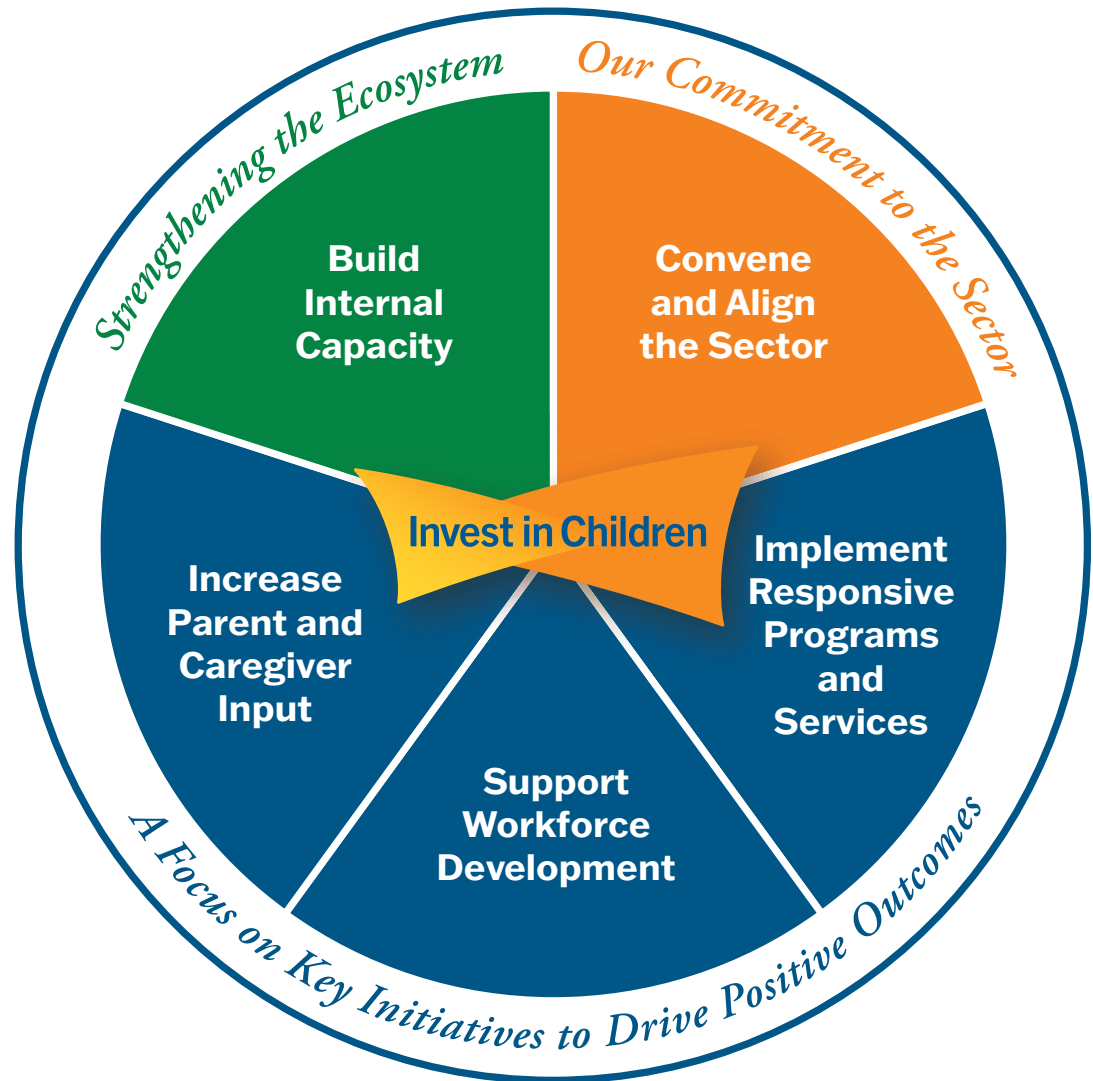 Strengthening the Ecosystem
Our Commitment to the Sector
Build
Internal
Capacity
Convene
and Align
the Sector
Invest in Children
Increase
Parent and
Caregiver
Input
Implement
Responsive
Programs
and
Services
Support
Workforce
Development
A Focus on Key Initiatives to Drive Positive Outcomes